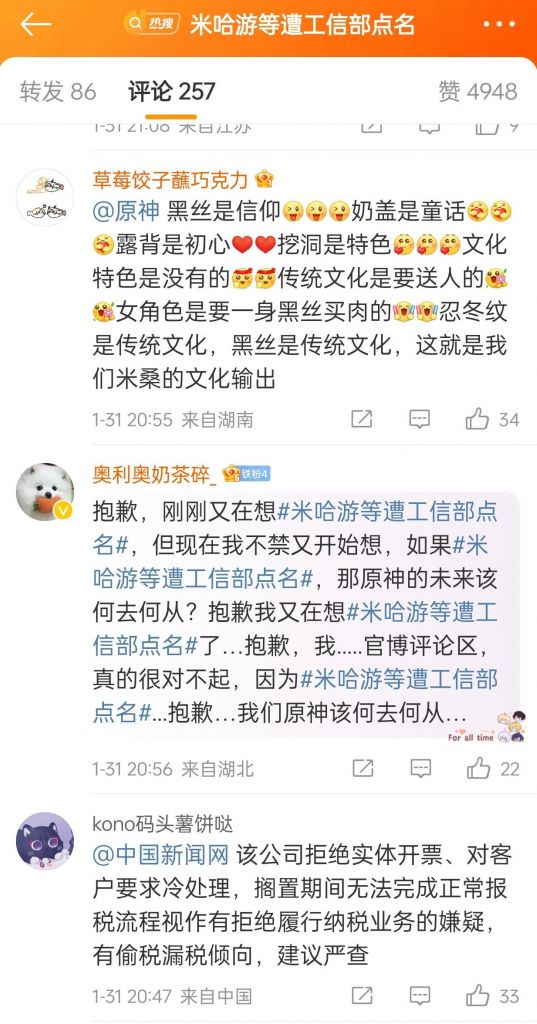 热搜 米哈游等遭工信部点名
转发 86 评论 257 赞 4948
1-31 21:08 来自江苏 9
草莓饺子蘸巧克力
@原神 黑丝是信仰😜😜😜奶盖是童话
露背是初心❤❤挖洞是特色🥰🥰🥰文化
特色是没有的传统文化是要送人的
女角色是要一身黑丝买肉的忍冬纹
是传统文化，黑丝是传统文化，这就是我
们米桑的文化输出
1-31 20:55 来自湖南 34
奥利奥奶茶碎_ 铁粉4
抱歉，刚刚又在想#米哈游等遭工信部点
名#，但现在我不禁又开始想，如果#米
哈游等遭工信部点名#，那原神的未来该
何去何从？抱歉我又在想#米哈游等遭工
信部点名#了...抱歉，我.....官博评论区，
真的很对不起，因为#米哈游等遭工信部
点名#...抱歉...我们原神该何去何从...
For all time
1-31 20:56 来自湖北 22
kono码头薯饼哒
@中国新闻网 该公司拒绝实体开票、对客
户要求冷处理，搁置期间无法完成正常报
税流程视作有拒绝履行纳税业务的嫌疑，
有偷税漏税倾向，建议严查
1-31 20:47 来自中国 33